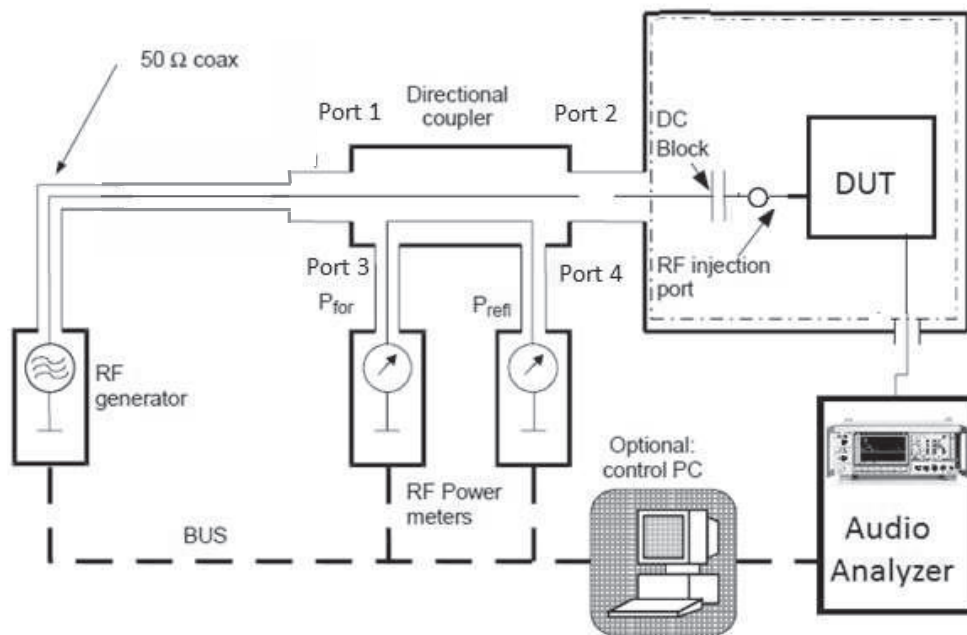 50 Ω coax
Port 1
Directional
coupler
Port 2
DC
Block
DUT
RF injection
port
Port 3
Port 4
Pfor
Prefl
RF
generator
Optional:
control PC
RF Power
meters
BUS
Audio
Analyzer